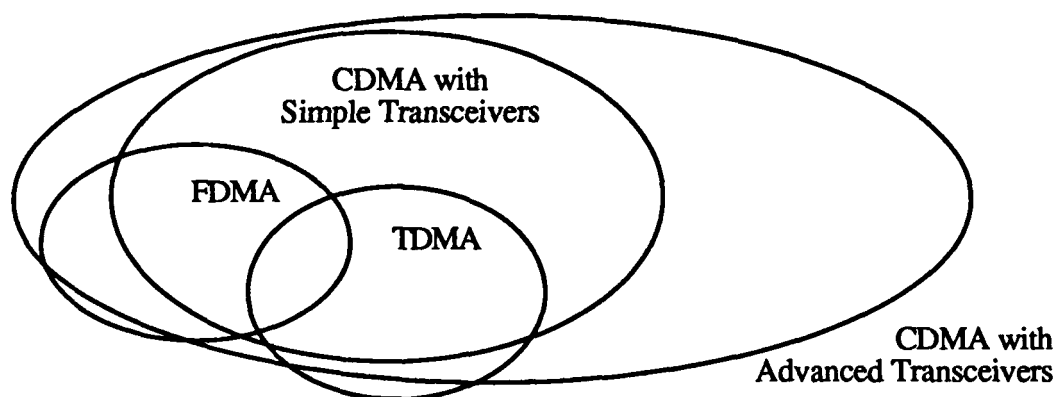 CDMA with
Simple Transceivers
FDMA
TDMA
CDMA with
Advanced Transceivers